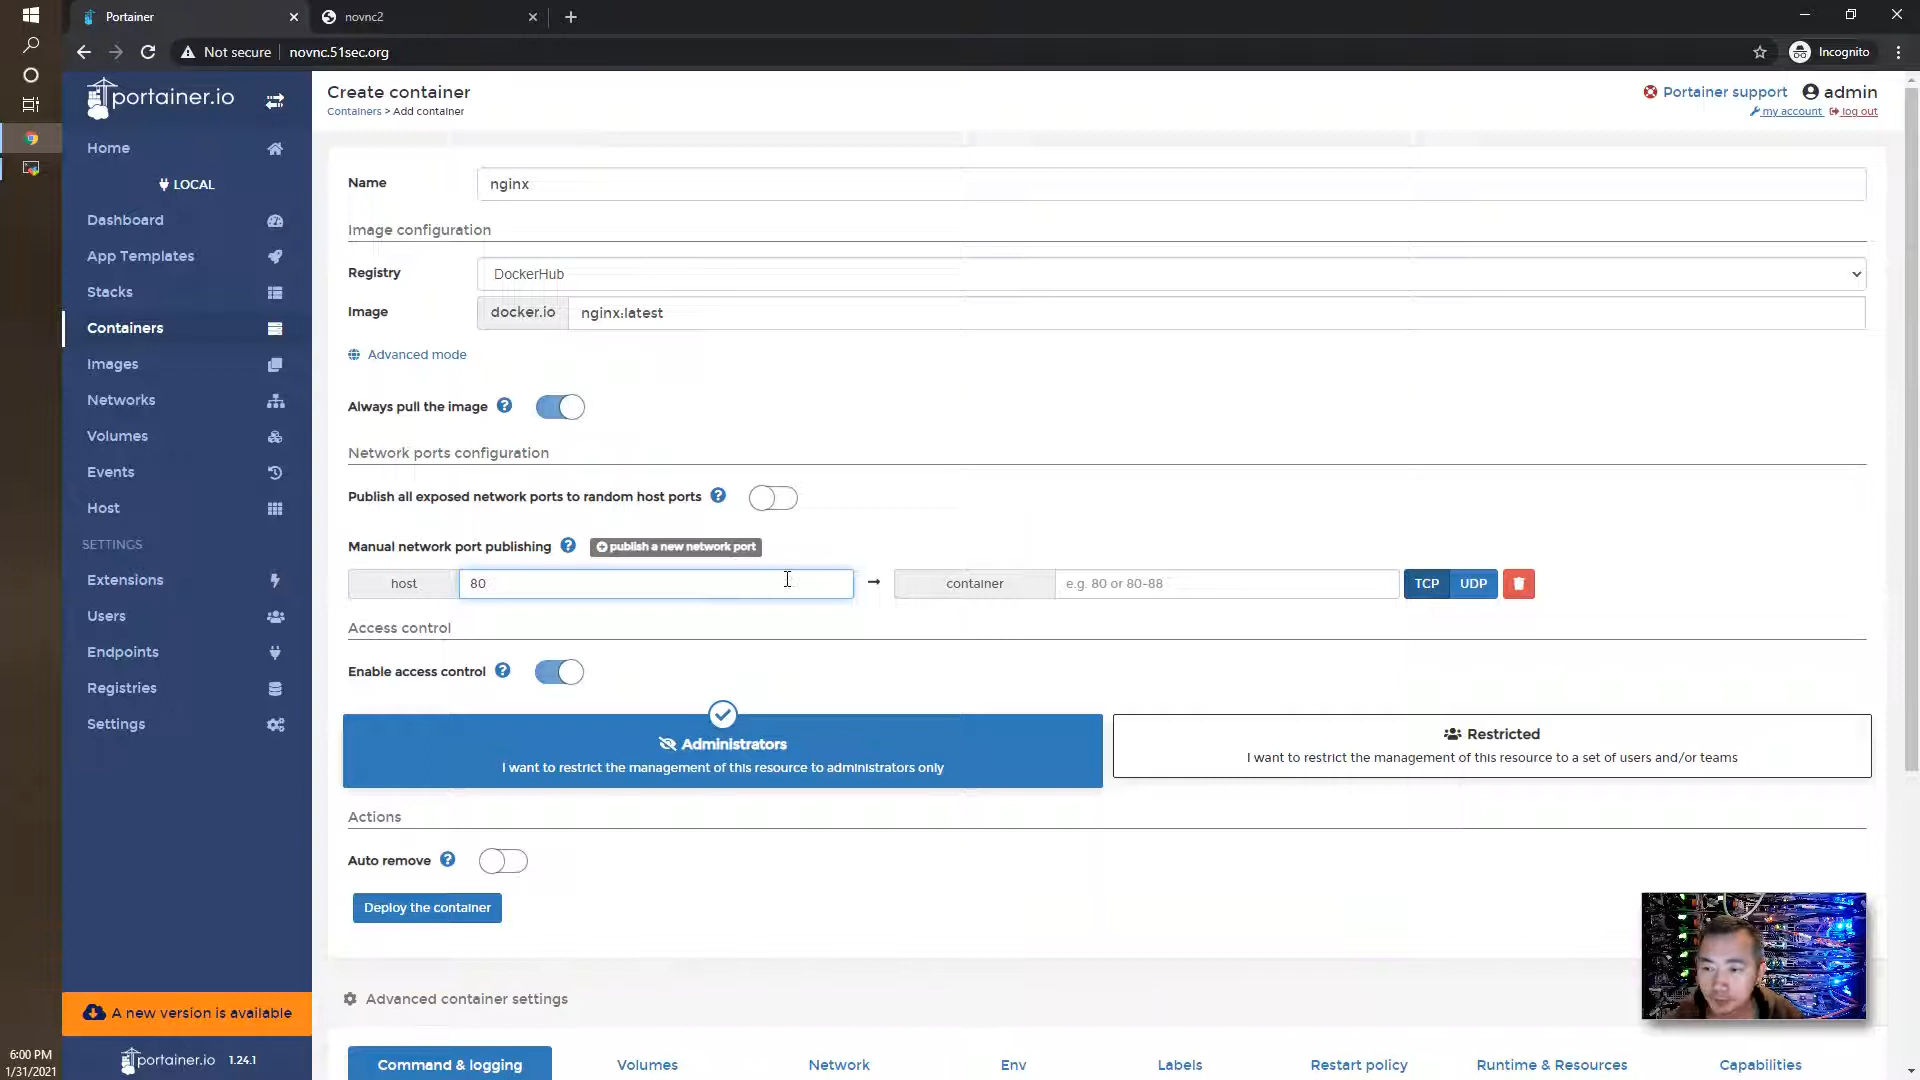 Portainer
novnc2
Not secure
novnc.51sec.org
Incognito
portainer.io
Home
LOCAL
Dashboard
App Templates
Stacks
Containers
Images
Networks
Volumes
Events
Host
SETTINGS
Extensions
Users
Endpoints
Registries
Settings
A new version is available
portainer.io 1.24.1
6:00 PM
1/31/2021
Create container
Containers > Add container
Portainer support
admin
my account
log out
Name
nginx
Image configuration
Registry
DockerHub
Image
docker.io
nginx:latest
Advanced mode
Always pull the image
Network ports configuration
Publish all exposed network ports to random host ports
Manual network port publishing
publish a new network port
host
80
container
e.g. 80 or 80-88
TCP
UDP
Access control
Enable access control
Administrators
I want to restrict the management of this resource to administrators only
Restricted
I want to restrict the management of this resource to a set of users and/or teams
Actions
Auto remove
Deploy the container
Advanced container settings
Command & logging
Volumes
Network
Env
Labels
Restart policy
Runtime & Resources
Capabilities